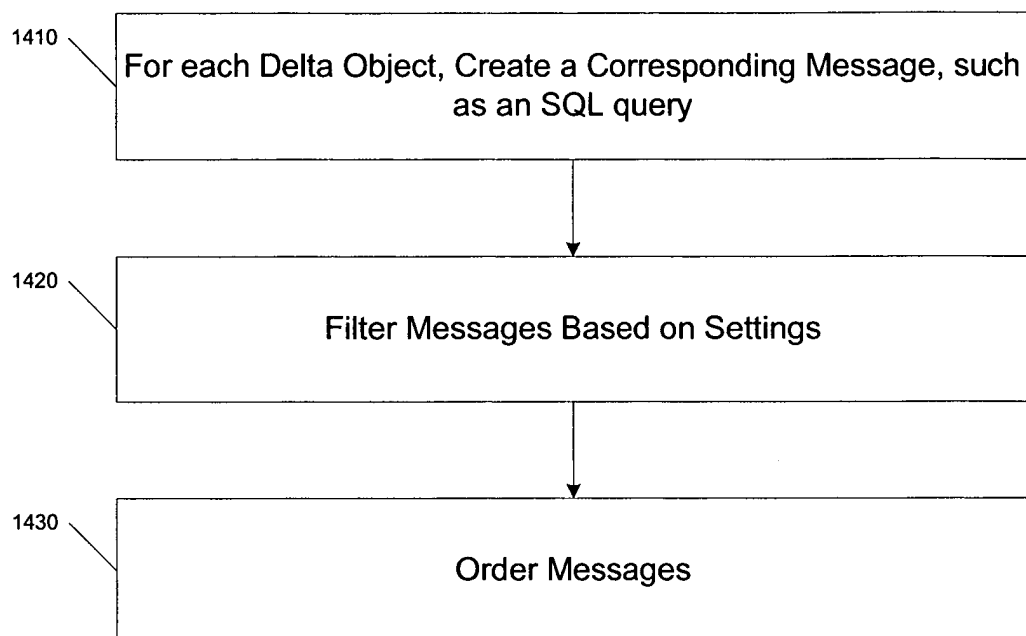 1410
For each Delta Object, Create a Corresponding Message, such
as an SQL query
1420
Filter Messages Based on Settings
1430
Order Messages